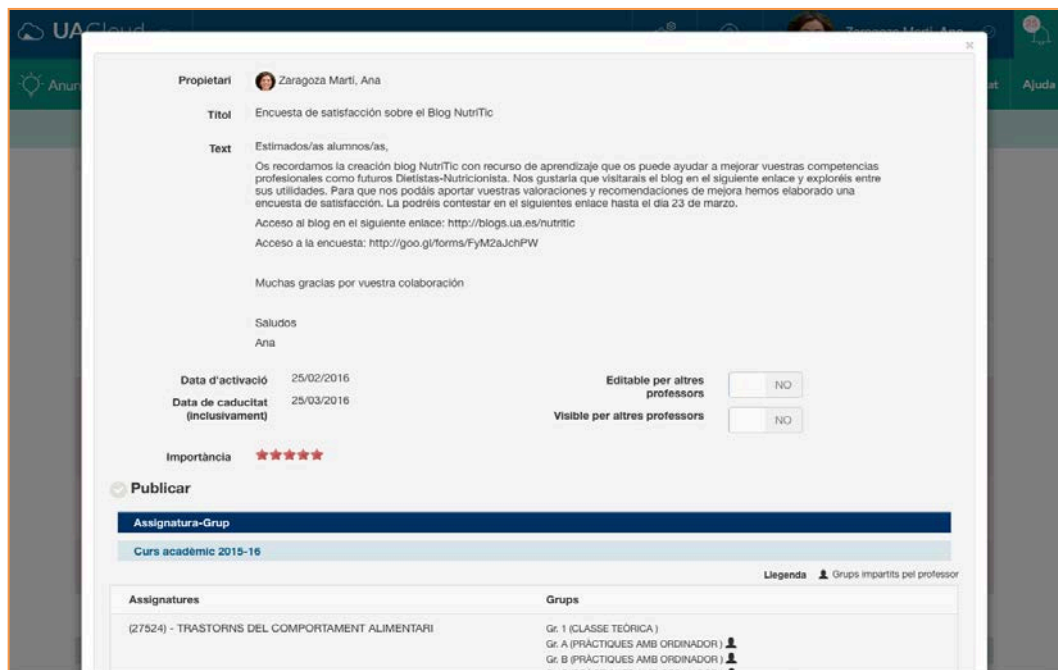 UACloud
25
Zaragoza Martí, Ana
Anun
at
Ajuda
×
Propietari Zaragoza Martí, Ana
Títol Encuesta de satisfacción sobre el Blog NutriTic
Text Estimados/as alumnos/as,
Os recordamos la creación blog NutriTic con recurso de aprendizaje que os puede ayudar a mejorar vuestras competencias
profesionales como futuros Dietistas-Nutricionista. Nos gustaría que visitarais el blog en el siguiente enlace y exploréis entre
sus utilidades. Para que nos podáis aportar vuestras valoraciones y recomendaciones de mejora hemos elaborado una
encuesta de satisfacción. La podréis contestar en el siguientes enlace hasta el día 23 de marzo.
Acceso al blog en el siguiente enlace: http://blogs.ua.es/nutritic
Acceso a la encuesta: http://goo.gl/forms/FyM2aJchPW
Muchas gracias por vuestra colaboración
Saludos
Ana
Data d'activació 25/02/2016
Editable per altres
professors NO
Data de caducitat
(inclusivament) 25/03/2016
Visible per altres professors NO
Importància
Publicar
Assignatura-Grup
Curs acadèmic 2015-16
Llegenda Grups impartits pel professor
Assignatures Grups
(27524) - TRASTORNS DEL COMPORTAMENT ALIMENTARI Gr. 1 (CLASSE TEÒRICA )
Gr. A (PRÀCTIQUES AMB ORDINADOR )
Gr. B (PRÀCTIQUES AMB ORDINADOR )